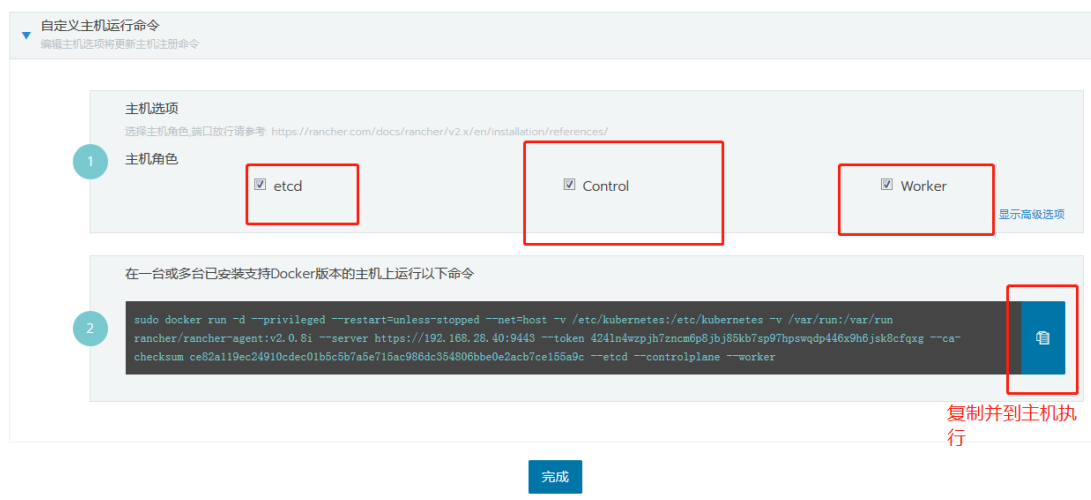 自定义主机运行命令
编辑主机选项将更新主机注册命令
主机选项
选择主机角色,端口放行请参考: https://rancher.com/docs/rancher/v2.x/en/installation/references/
1
主机角色
etcd
Control
Worker
显示高级选项
在一台或多台已安装支持Docker版本的主机上运行以下命令
2
sudo docker run -d --privileged --restart=unless-stopped --net=host -v /etc/kubernetes:/etc/kubernetes -v /var/run:/var/run
rancher/rancher-agent:v2.0.8i --server https://192.168.28.40:9443 --token 424ln4wzpjh7zncm6p8jbj85kb7sp97hpswqdp446x9h6jsk8cfqxg --ca-
checksum ce82a119ec24910cdec01b5c5b7a5e715ac986dc354806bbe0e2acb7ce155a9c --etcd --controlplane --worker
复制并到主机执
行
完成